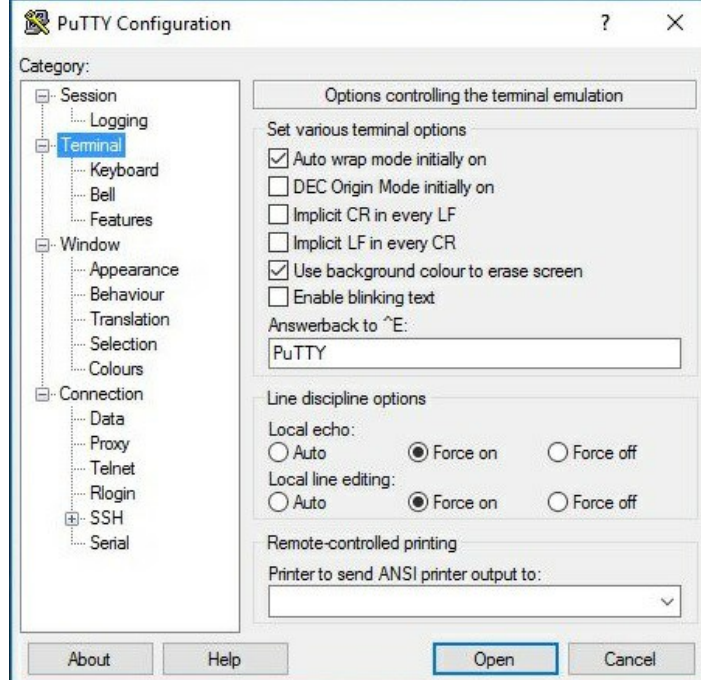 PuTTY Configuration
?
Category:
Session
Logging
Terminal
Keyboard
Bell
Features
Window
Appearance
Behaviour
Translation
Selection
Colours
Connection
Data
Proxy
Telnet
Rlogin
SSH
Serial
Options controlling the terminal emulation
Set various terminal options
Auto wrap mode initially on
DEC Origin Mode initially on
Implicit CR in every LF
Implicit LF in every CR
Use background colour to erase screen
Enable blinking text
Answerback to ^E:
PuTTY
Line discipline options
Local echo:
Auto Force on Force off
Local line editing:
Auto Force on Force off
Remote-controlled printing
Printer to send ANSI printer output to:
About Help Open Cancel